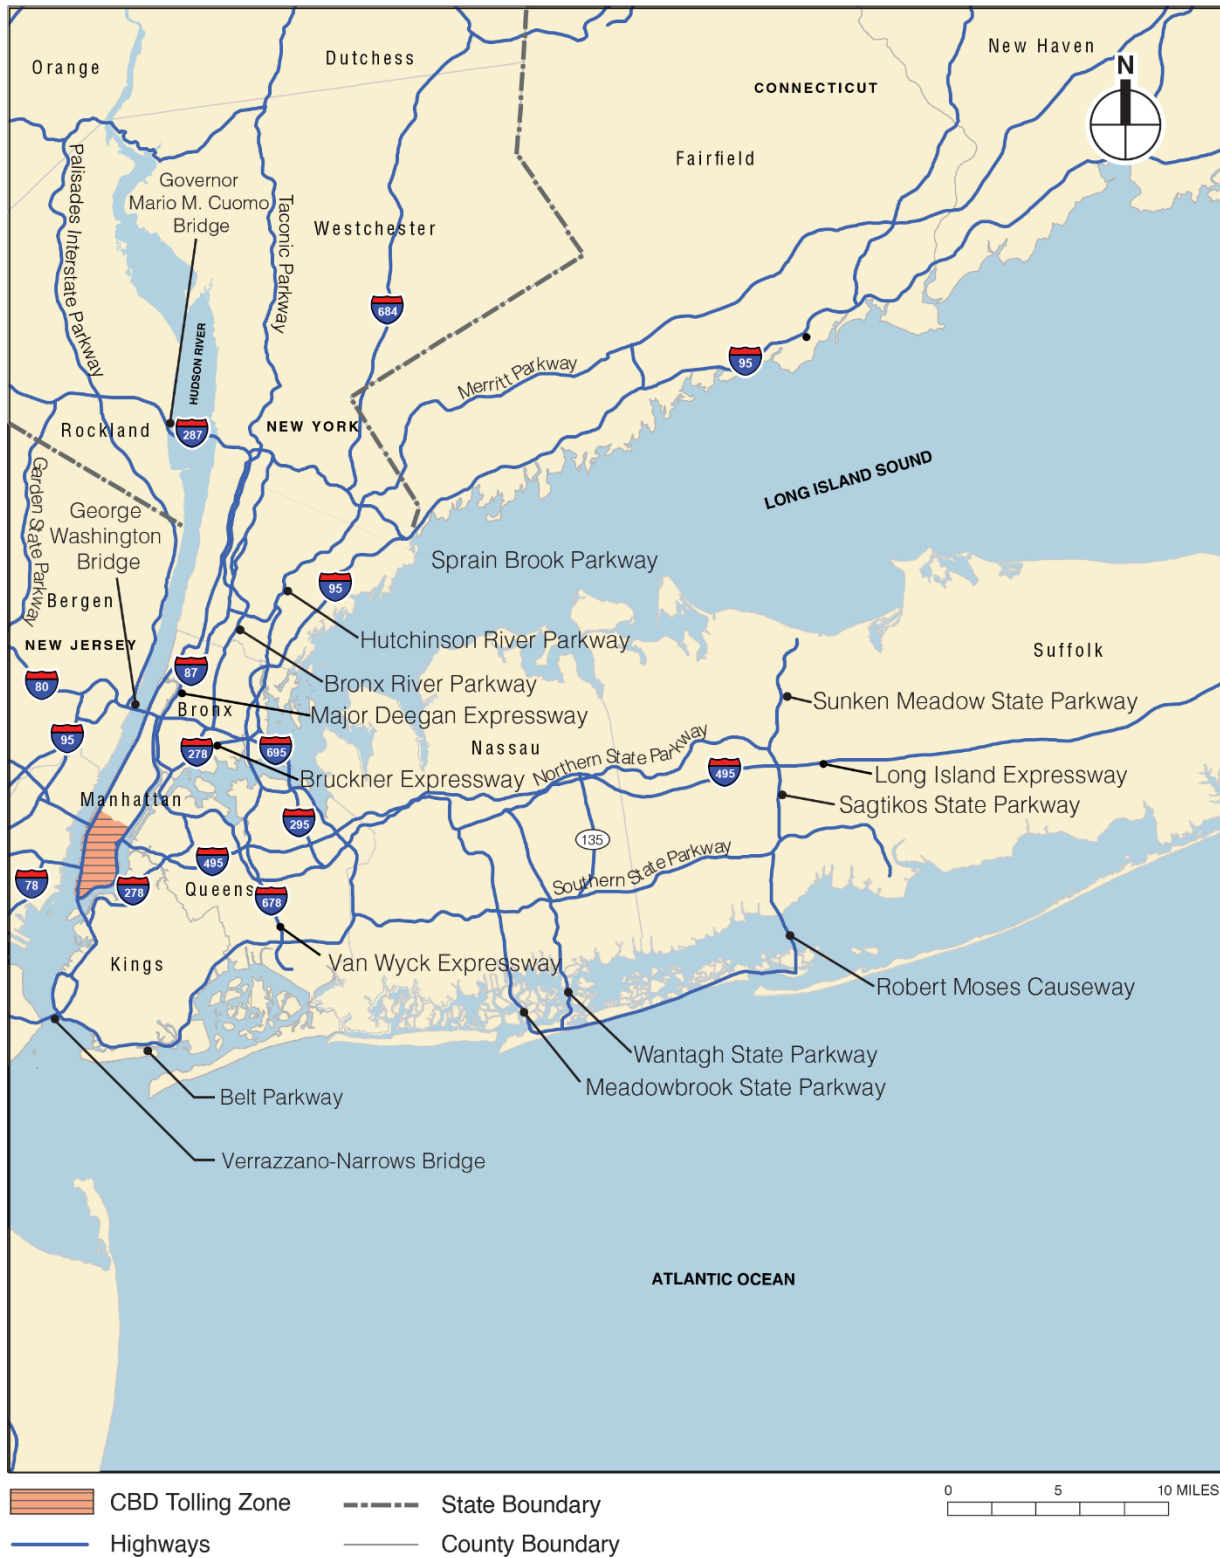 New Haven
Dutchess
Orange
N
CONNECTICUT
Fairfield
Palisades Interstate Parkway
Governor
Mario M. Cuomo
Bridge
Taconic Parkway
Westchester
684
HUDSON RIVER
95
Merritt Parkway
Rockland
287
NEW YORK
Garden State Parkway
LONG ISLAND SOUND
George
Washington
Bridge
Sprain Brook Parkway
95
Bergen
Hutchinson River Parkway
NEW JERSEY
Suffolk
87
80
Bronx River Parkway
Sunken Meadow State Parkway
Bronx
Major Deegan Expressway
95
278
695
Nassau
Northern State Parkway
Bruckner Expressway
495
Long Island Expressway
Manhattan
Sagtikos State Parkway
295
135
495
Southern State Parkway
78
278
Queens
678
Kings
Van Wyck Expressway
Robert Moses Causeway
Wantagh State Parkway
Meadowbrook State Parkway
Belt Parkway
Verrazzano-Narrows Bridge
ATLANTIC OCEAN
CBD Tolling Zone
State Boundary
0 5 10 MILES
Highways
County Boundary